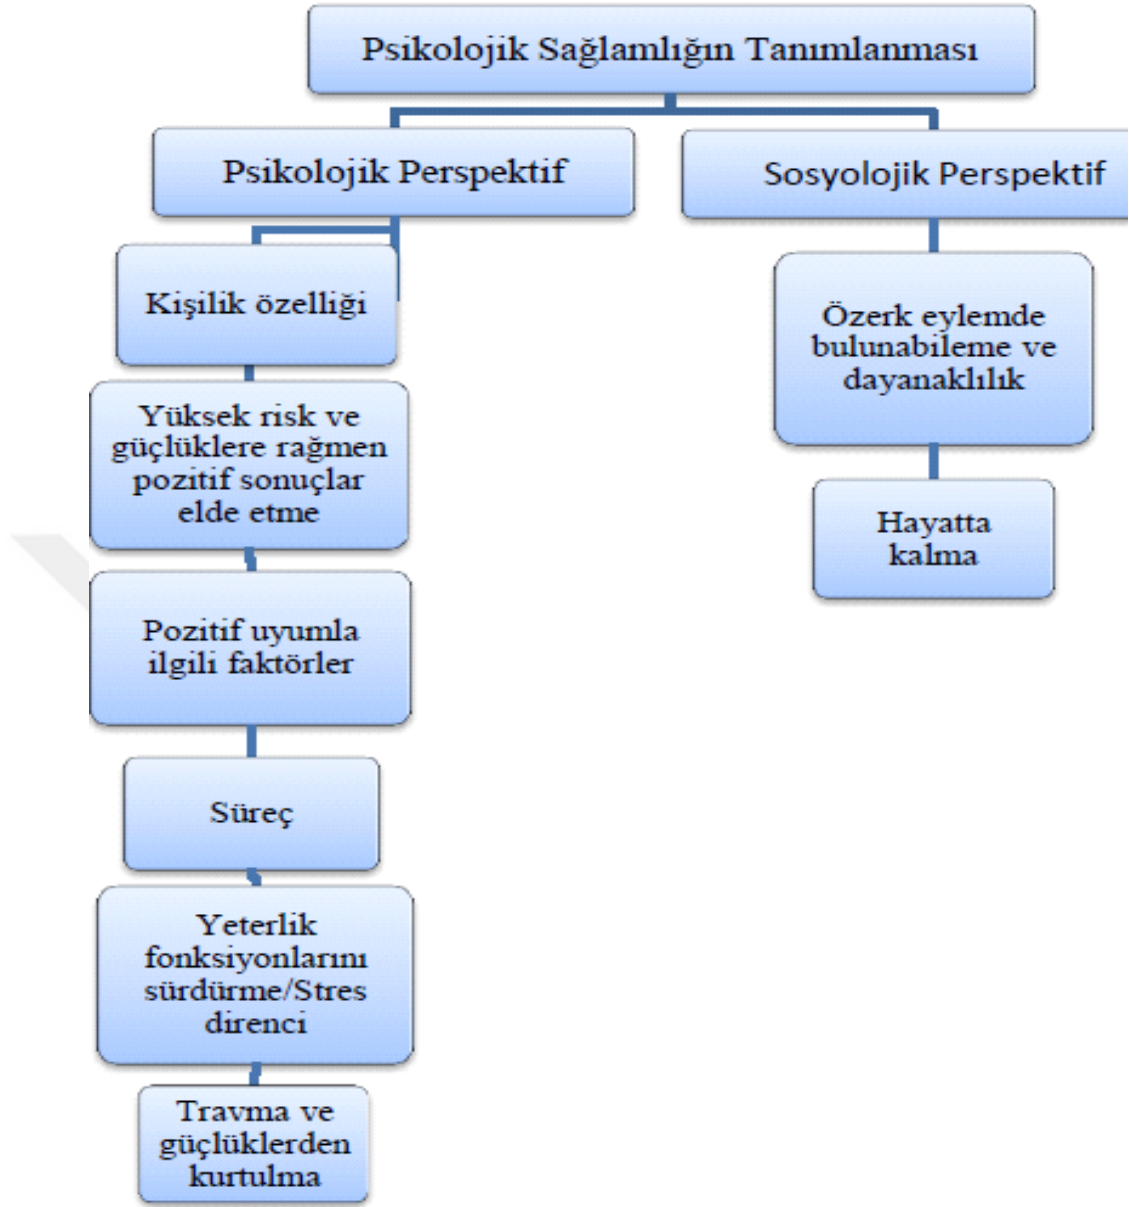 Psikolojik Sağlamlığın Tanımlanması
Psikolojik Perspektif
Sosyolojik Perspektif
Kişilik özelliği
Yüksek risk ve
güçlüklere rağmen
pozitif sonuçlar
elde etme
Pozitif uyumla
ilgili faktörler
Süreç
Yeterlik
fonksiyonlarını
sürdürme/Stres
direnci
Travma ve
güçlüklerden
kurtulma
Özerk eylemde
bulunabileme ve
dayanaklılık
Hayatta
kalma